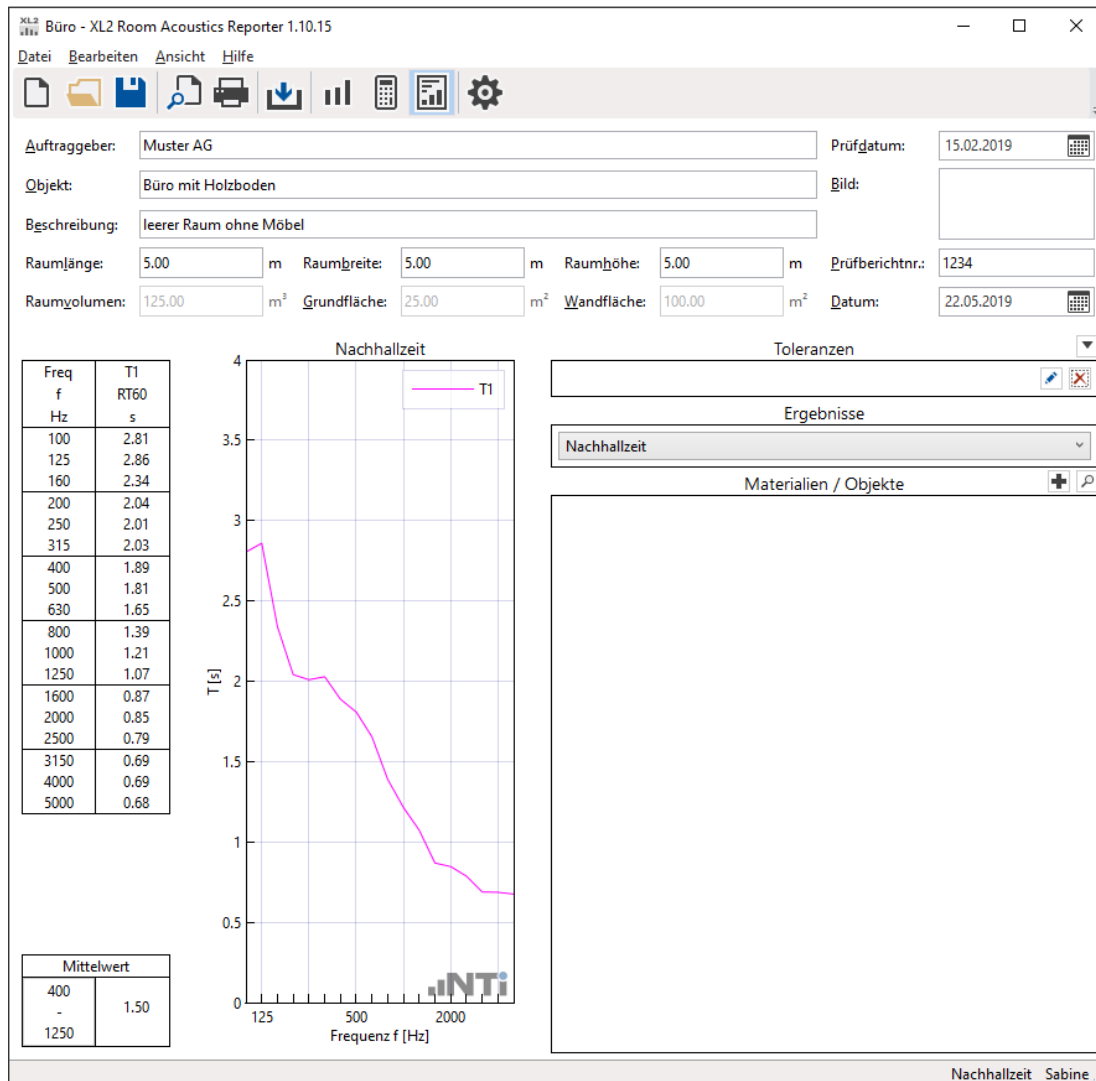 XL2 Büro - XL2 Room Acoustics Reporter 1.10.15
Datei Bearbeiten Ansicht Hilfe
Auftraggeber: Muster AG Prüfdatum: 15.02.2019
Objekt: Büro mit Holzboden Bild:
Beschreibung: leerer Raum ohne Möbel
Raumlänge: 5.00 m Raumbreite: 5.00 m Raumhöhe: 5.00 m Prüfberichtnr.: 1234
Raumvolumen: 125.00 m³ Grundfläche: 25.00 m² Wandfläche: 100.00 m² Datum: 22.05.2019
Freq T1
f RT60
Hz s
100 2.81
125 2.86
160 2.34
200 2.04
250 2.01
315 2.03
400 1.89
500 1.81
630 1.65
800 1.39
1000 1.21
1250 1.07
1600 0.87
2000 0.85
2500 0.79
3150 0.69
4000 0.69
5000 0.68
Mittelwert
400
-
1250
1.50
Nachhallzeit
T1
4
3.5
3
2.5
2
1.5
1
0.5
0
T [s]
125 500 2000
Frequenz f [Hz]
NTi
Toleranzen
Ergebnisse
Nachhallzeit
Materialien / Objekte
Nachhallzeit Sabine